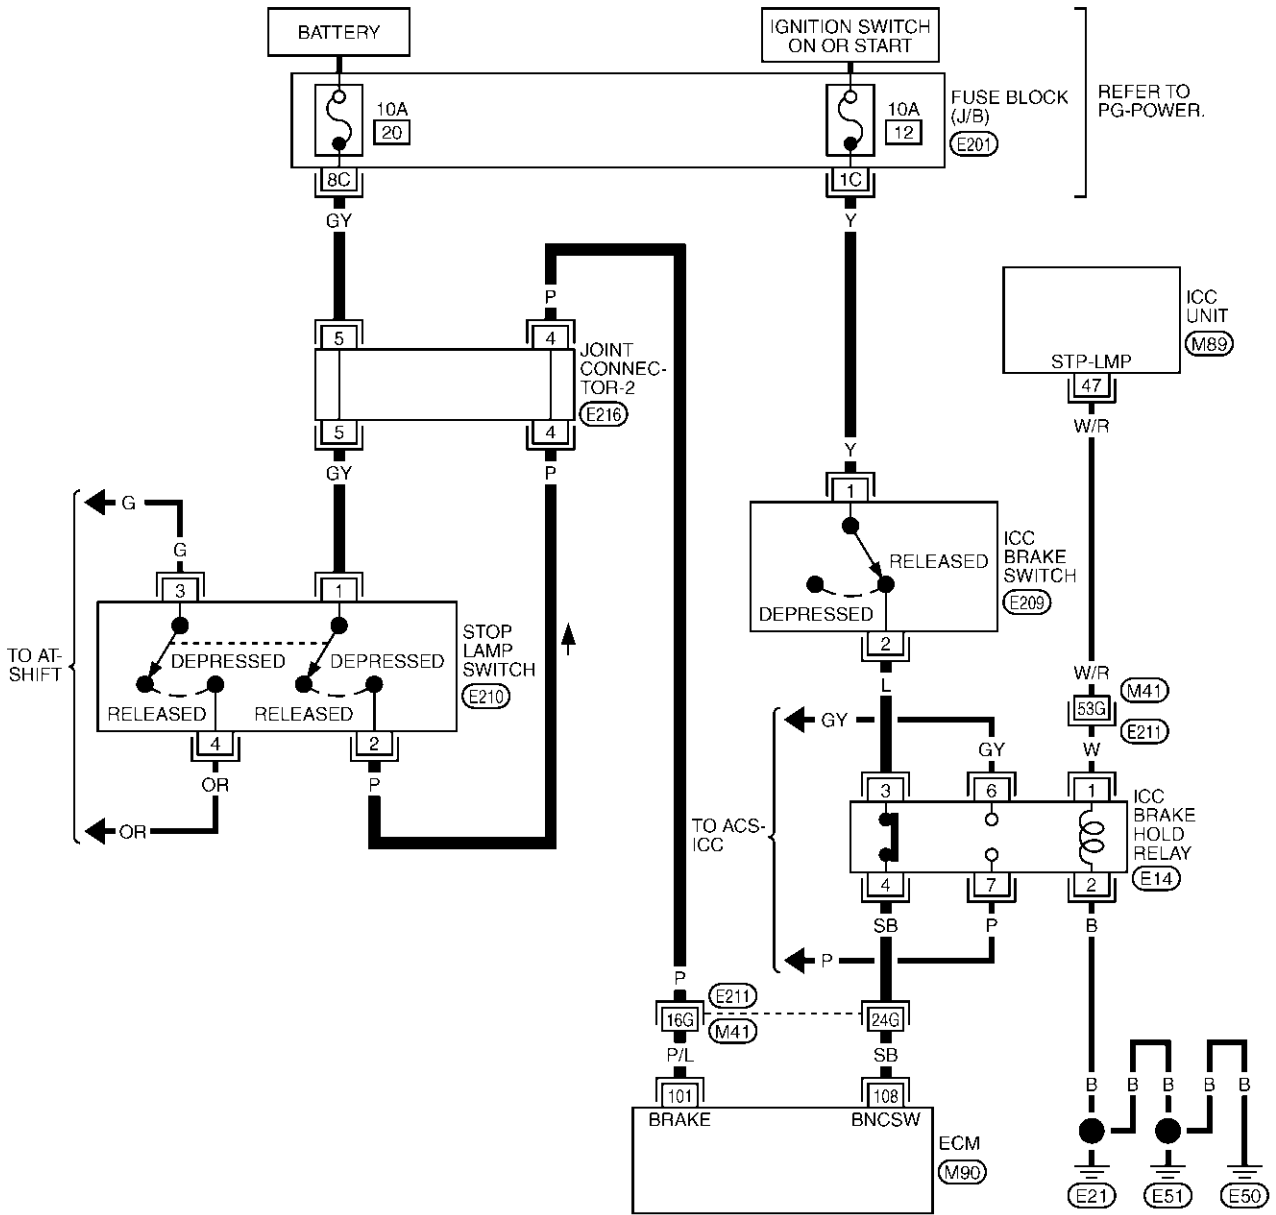 BATTERY
IGNITION SWITCH
ON OR START
10A
20
10A
12
FUSE BLOCK
(J/B)
E201
REFER TO
PG-POWER.
8C
1C
GY
Y
P
5
4
JOINT
CONNEC-
TOR-2
E216
5
4
GY
P
ICC
UNIT
M89
STP-LMP
47
W/R
Y
1
RELEASED
DEPRESSED
ICC
BRAKE
SWITCH
E209
2
L
G
G
3
1
TO AT-
SHIFT
DEPRESSED
DEPRESSED
RELEASED
RELEASED
STOP
LAMP
SWITCH
E210
4
2
OR
P
OR
W/R
M41
53G
E211
W
GY
GY
3
6
1
TO ACS-
ICC
ICC
BRAKE
HOLD
RELAY
E14
4
7
2
SB
P
B
P
P
E211
16G
M41
24G
P/L
SB
101
108
BRAKE
BNCSW
ECM
M90
B
B
B
B
B
E21
E51
E50